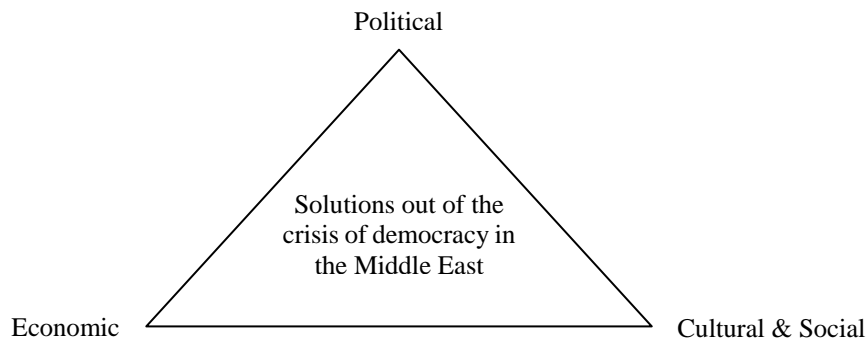 Political
Solutions out of the
crisis of democracy in
the Middle East
Economic
Cultural & Social